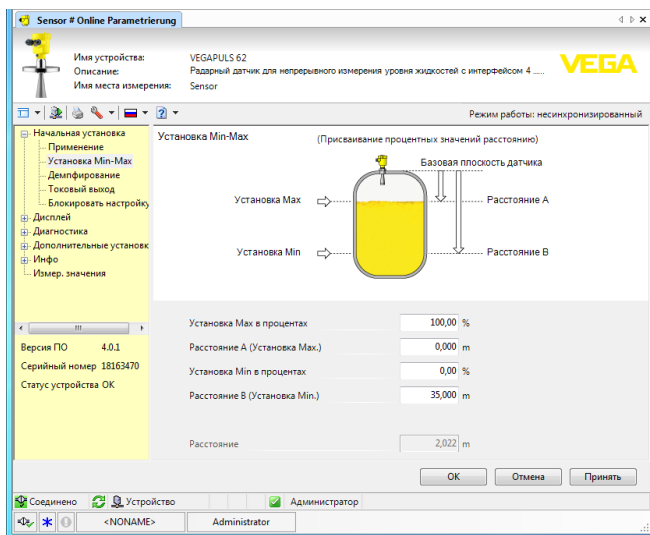 Sensor # Online Parametrierung
Имя устройства: VEGAPULS 62
Описание: Радарный датчик для непрерывного измерения уровня жидкостей с интерфейсом 4 .....
Имя места измерения: Sensor
VEGA
Режим работы: несинхронизированный
Начальная установка
Применение
Установка Min-Max
Демпфирование
Токовый выход
Блокировать настройку
Дисплей
Диагностика
Дополнительные установк
Инфо
Измер. значения
Версия ПО 4.0.1
Серийный номер 18163470
Статус устройства OK
Установка Min-Max
(Присваивание процентных значений расстоянию)
Базовая плоскость датчика
Установка Max
Расстояние A
Установка Min
Расстояние B
Установка Max в процентах 100,00 %
Расстояние A (Установка Max.) 0,000 m
Установка Min в процентах 0,00 %
Расстояние B (Установка Min.) 35,000 m
Расстояние 2,022 m
OK Отмена Принять
Соединено Устройство Администратор
<NONAME> Administrator